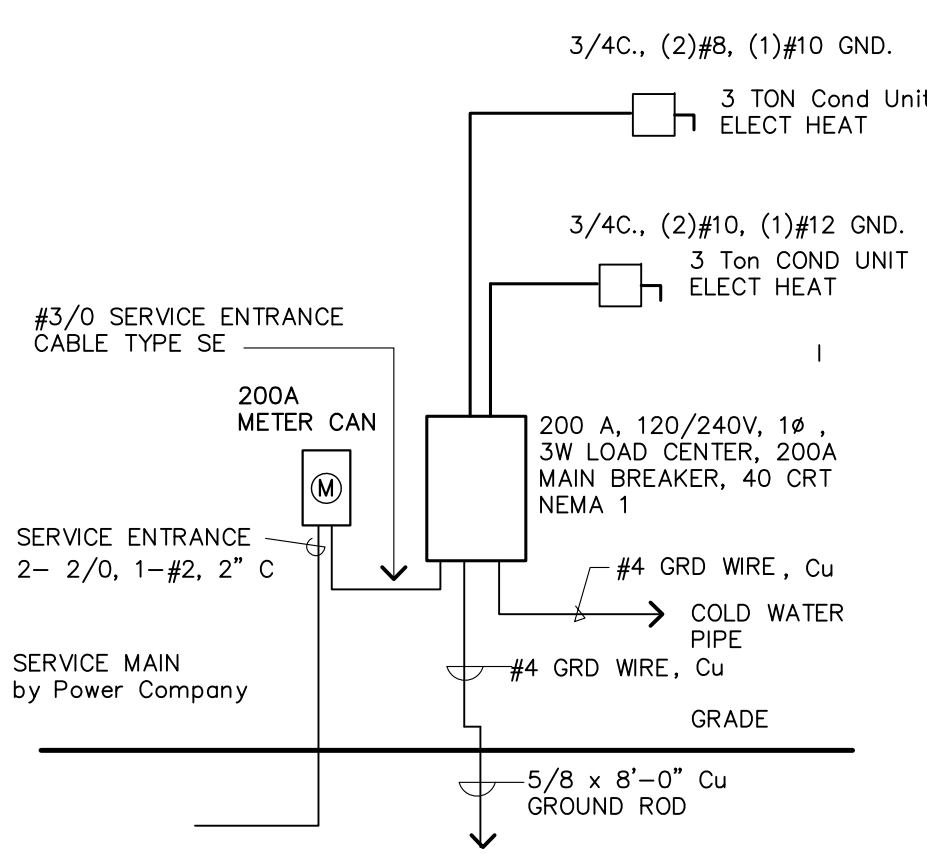 3/4C., (2)#8, (1)#10 GND.
3 TON Cond Unit
ELECT HEAT
3/4C., (2)#10, (1)#12 GND.
3 Ton COND UNIT
ELECT HEAT
#3/0 SERVICE ENTRANCE
CABLE TYPE SE
200A
METER CAN
M
200 A, 120/240V, 1ø ,
3W LOAD CENTER, 200A
MAIN BREAKER, 40 CRT
NEMA 1
SERVICE ENTRANCE
2- 2/0, 1-#2, 2" C
#4 GRD WIRE, Cu
COLD WATER
PIPE
SERVICE MAIN
by Power Company
#4 GRD WIRE, Cu
GRADE
5/8 x 8'-0" Cu
GROUND ROD